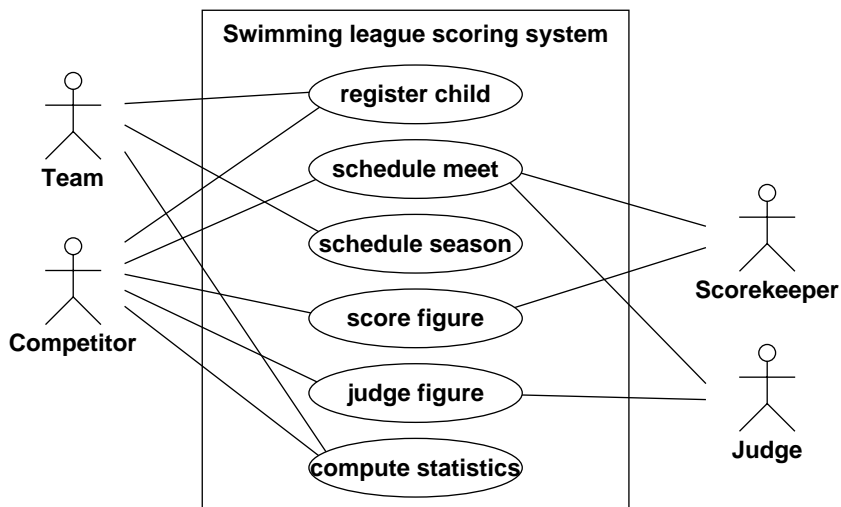 Swimming league scoring system
register child
Team
schedule meet
schedule season
Scorekeeper
Competitor
score figure
judge figure
Judge
compute statistics